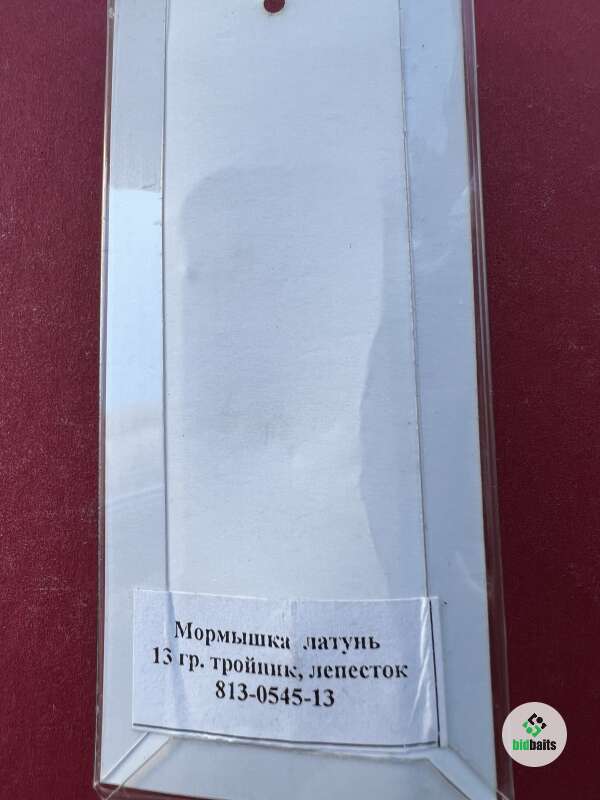 Мормышка латунь
13 гр. тройник, лепесток
813-0545-13
bidbaits